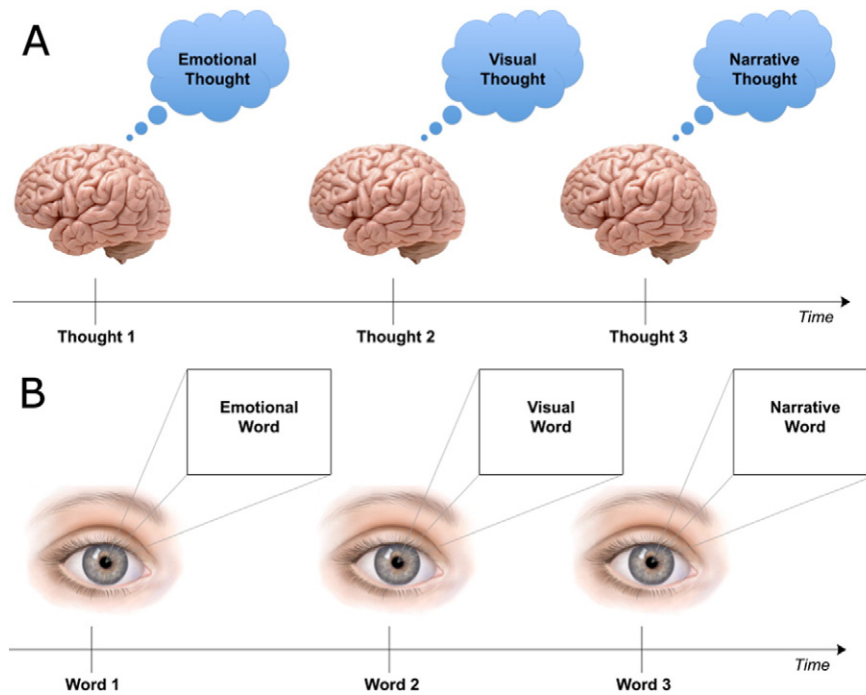 A
Emotional
Thought
Visual
Thought
Narrative
Thought
Time
Thought 1
Thought 2
Thought 3
B
Emotional
Word
Visual
Word
Narrative
Word
Time
Word 1
Word 2
Word 3